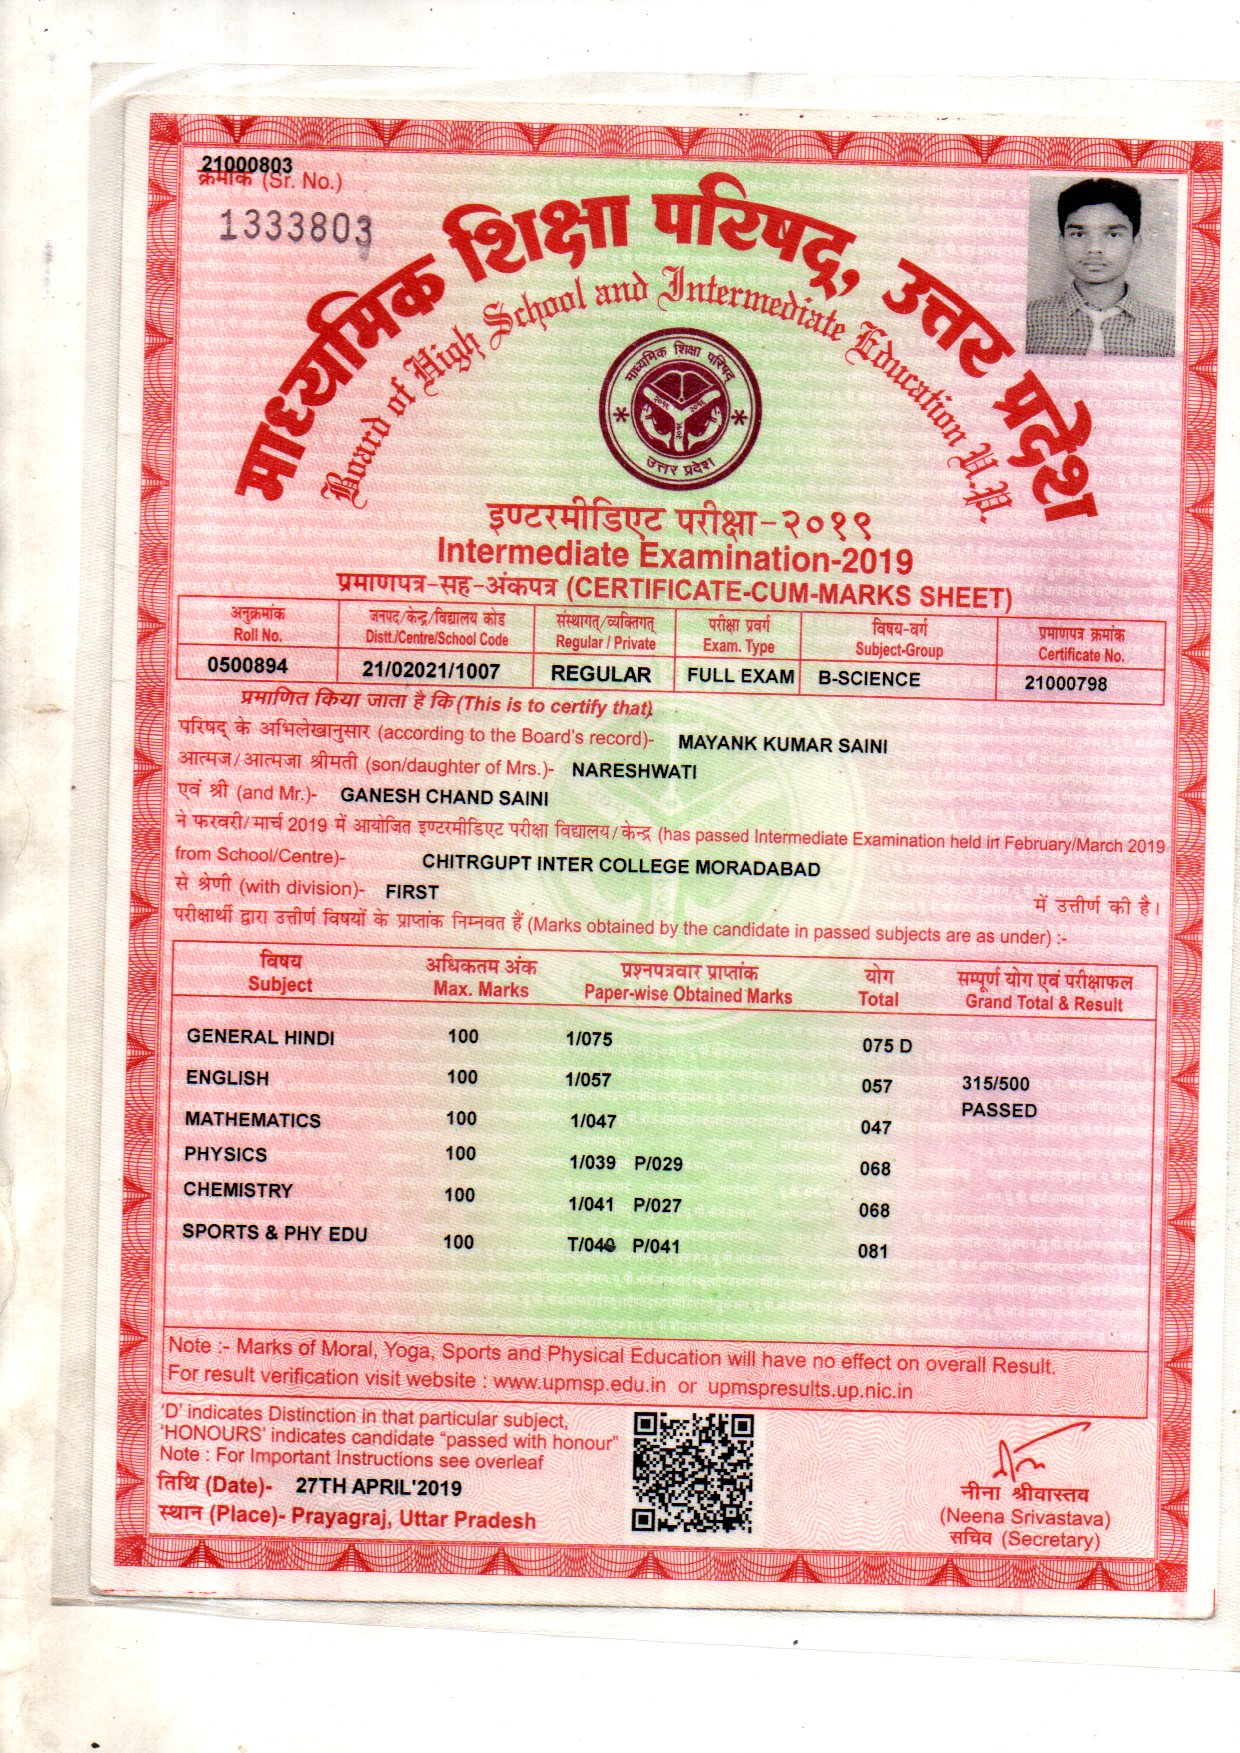 21000803
क्रमांक (Sr. No.)
1333803
माध्यमिक शिक्षा परिषद्, उत्तर प्रदेश
Board of High School and Intermediate Education U.P.
माध्यमिक शिक्षा परिषद्
उत्तर प्रदेश
इण्टरमीडिएट परीक्षा-२०१९
Intermediate Examination-2019
प्रमाणपत्र-सह-अंकपत्र (CERTIFICATE-CUM-MARKS SHEET)
अनुक्रमांक जनपद/केन्द्र/विद्यालय कोड संस्थागत्/व्यक्तिगत् परीक्षा प्रवर्ग विषय-वर्ग प्रमाणपत्र क्रमांक
Roll No. Distt./Centre/School Code Regular / Private Exam. Type Subject-Group Certificate No.
0500894 21/02021/1007 REGULAR FULL EXAM B-SCIENCE 21000798
प्रमाणित किया जाता है कि (This is to certify that)
परिषद् के अभिलेखानुसार (according to the Board's record)- MAYANK KUMAR SAINI
आत्मज/आत्मजा श्रीमती (son/daughter of Mrs.)- NARESHWATI
एवं श्री (and Mr.)- GANESH CHAND SAINI
ने फरवरी/मार्च 2019 में आयोजित इण्टरमीडिएट परीक्षा विद्यालय/केन्द्र (has passed Intermediate Examination held in February/March 2019
from School/Centre)- CHITRGUPT INTER COLLEGE MORADABAD
से श्रेणी (with division)- FIRST में उत्तीर्ण की है।
परीक्षार्थी द्वारा उत्तीर्ण विषयों के प्राप्तांक निम्नवत हैं (Marks obtained by the candidate in passed subjects are as under) :-
विषय अधिकतम अंक प्रश्नपत्रवार प्राप्तांक योग सम्पूर्ण योग एवं परीक्षाफल
Subject Max. Marks Paper-wise Obtained Marks Total Grand Total & Result
GENERAL HINDI 100 1/075 075 D
ENGLISH 100 1/057 057 315/500
PASSED
MATHEMATICS 100 1/047 047
PHYSICS 100 1/039 P/029 068
CHEMISTRY 100 1/041 P/027 068
SPORTS & PHY EDU 100 T/040 P/041 081
Note :- Marks of Moral, Yoga, Sports and Physical Education will have no effect on overall Result.
For result verification visit website : www.upmsp.edu.in or upmspresults.up.nic.in
'D' indicates Distinction in that particular subject,
'HONOURS' indicates candidate "passed with honour"
Note : For Important Instructions see overleaf
तिथि (Date)- 27TH APRIL'2019
स्थान (Place)- Prayagraj, Uttar Pradesh
नीना श्रीवास्तव
(Neena Srivastava)
सचिव (Secretary)